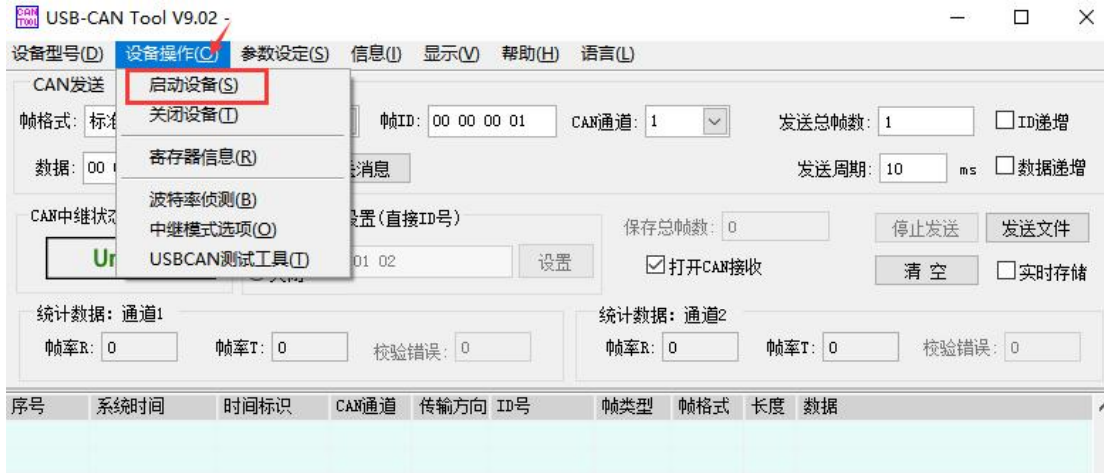 CAN TOOL USB-CAN Tool V9.02 -
设备型号(D) 设备操作(C) 参数设定(S) 信息(I) 显示(V) 帮助(H) 语言(L)
CAN发送
启动设备(S)
关闭设备(T)
寄存器信息(R)
波特率侦测(B)
中继模式选项(O)
USBCAN测试工具(T)
帧格式: 帧ID: 00 00 00 01 CAN通道: 1 发送总帧数: 1 ID递增
数据: 00 消息 发送周期: 10 ms 数据递增
CAN中继状态 设置(直接ID号) 保存总帧数: 0 停止发送 发送文件
01 02 设置 打开CAN接收 清 空 实时存储
统计数据: 通道1 统计数据: 通道2
帧率R: 0 帧率T: 0 校验错误: 0 帧率R: 0 帧率T: 0 校验错误: 0
序号 系统时间 时间标识 CAN通道 传输方向 ID号 帧类型 帧格式 长度 数据